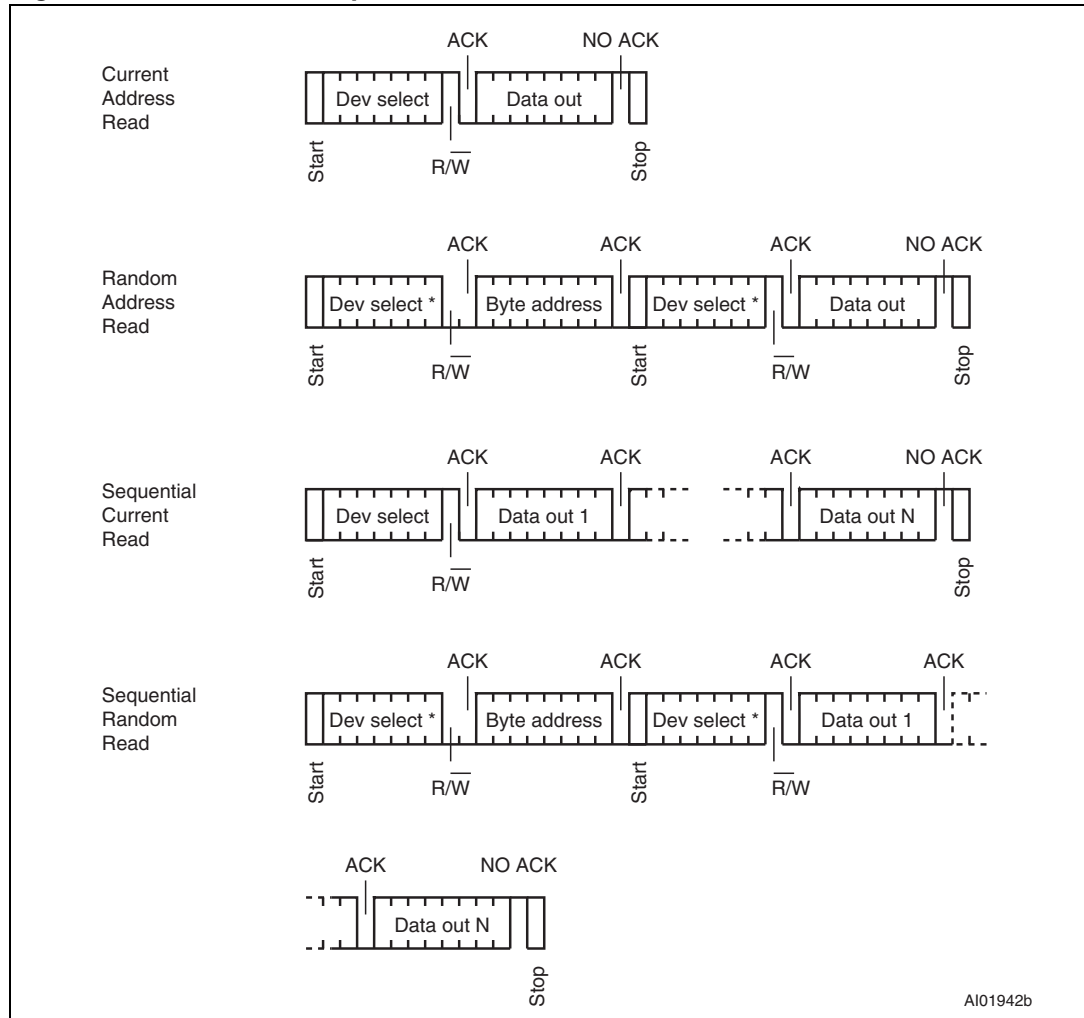 ACK NO ACK
Current
Address
Read
Dev select Data out
Start R/W̅ Stop
ACK ACK ACK NO ACK
Random
Address
Read
Dev select * Byte address Dev select * Data out
Start R/W̅ Start R̅/W Stop
ACK ACK ACK NO ACK
Sequential
Current
Read
Dev select Data out 1 Data out N
Start R/W̅ Stop
ACK ACK ACK ACK
Sequential
Random
Read
Dev select * Byte address Dev select * Data out 1
Start R/W̅ Start R̅/W
ACK NO ACK
Data out N
Stop
AI01942b